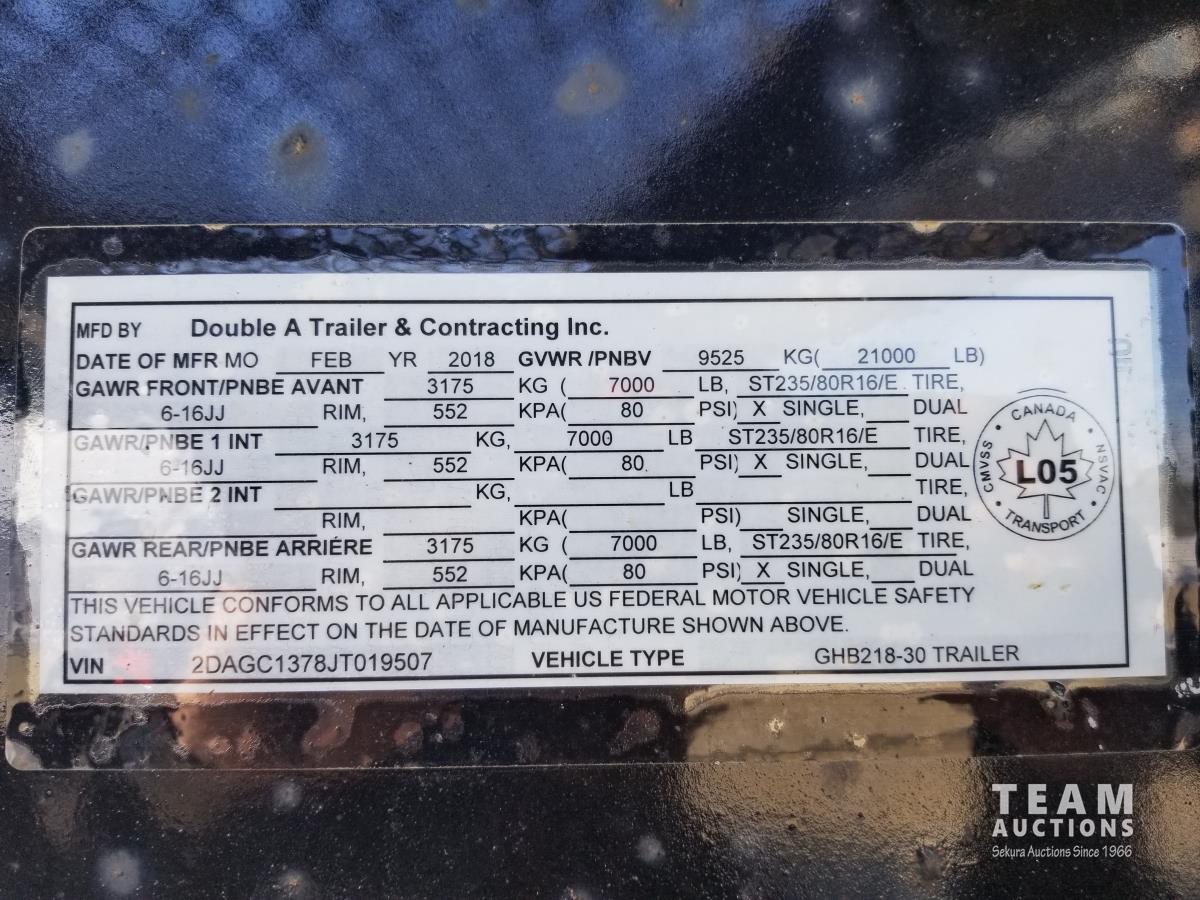 MFD BY Double A Trailer & Contracting Inc.
DATE OF MFR MO FEB YR 2018 GVWR /PNBV 9525 KG( 21000 LB)
GAWR FRONT/PNBE AVANT 3175 KG ( 7000 LB, ST235/80R16/E TIRE,
6-16JJ RIM, 552 KPA( 80 PSI) X SINGLE, DUAL
GAWR/PNBE 1 INT 3175 KG, 7000 LB ST235/80R16/E TIRE,
6-16JJ RIM, 552 KPA( 80 PSI) X SINGLE, DUAL
GAWR/PNBE 2 INT KG, LB TIRE,
RIM, KPA( PSI) SINGLE, DUAL
GAWR REAR/PNBE ARRIÉRE 3175 KG ( 7000 LB, ST235/80R16/E TIRE,
6-16JJ RIM, 552 KPA( 80 PSI) X SINGLE, DUAL
THIS VEHICLE CONFORMS TO ALL APPLICABLE US FEDERAL MOTOR VEHICLE SAFETY
STANDARDS IN EFFECT ON THE DATE OF MANUFACTURE SHOWN ABOVE.
VIN 2DAGC1378JT019507 VEHICLE TYPE GHB218-30 TRAILER
CANADA
CMVSS
L05
NSVAC
TRANSPORT
TEAM
AUCTIONS
Sekura Auctions Since 1966